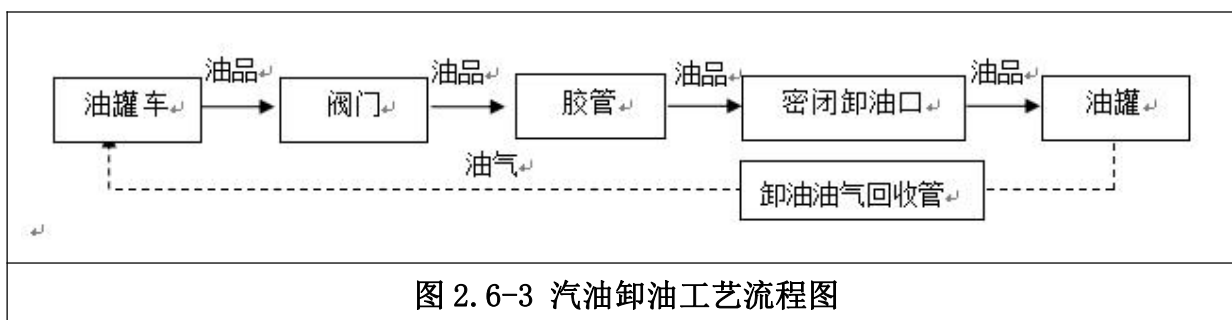 油品 油品 油品 油品
油罐车 阀门 胶管 密闭卸油口 油罐
油气
卸油油气回收管
图 2.6-3 汽油卸油工艺流程图